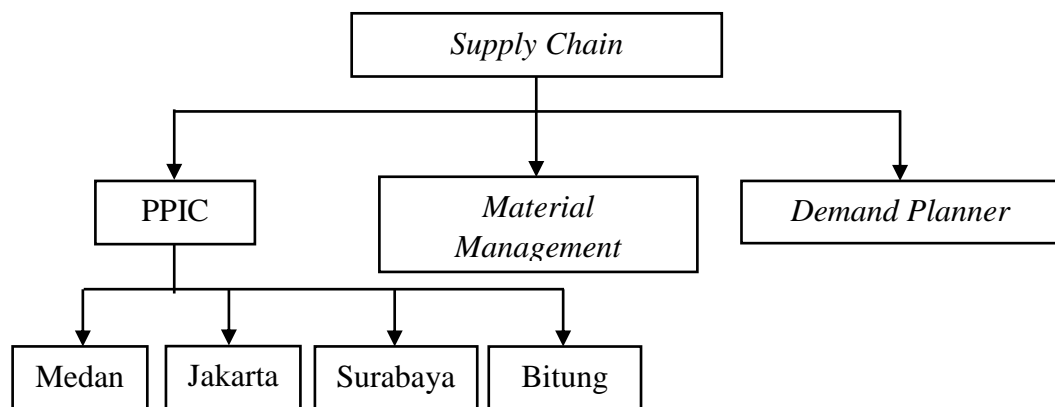 Supply Chain
PPIC
Material
Management
Demand Planner
Medan
Jakarta
Surabaya
Bitung